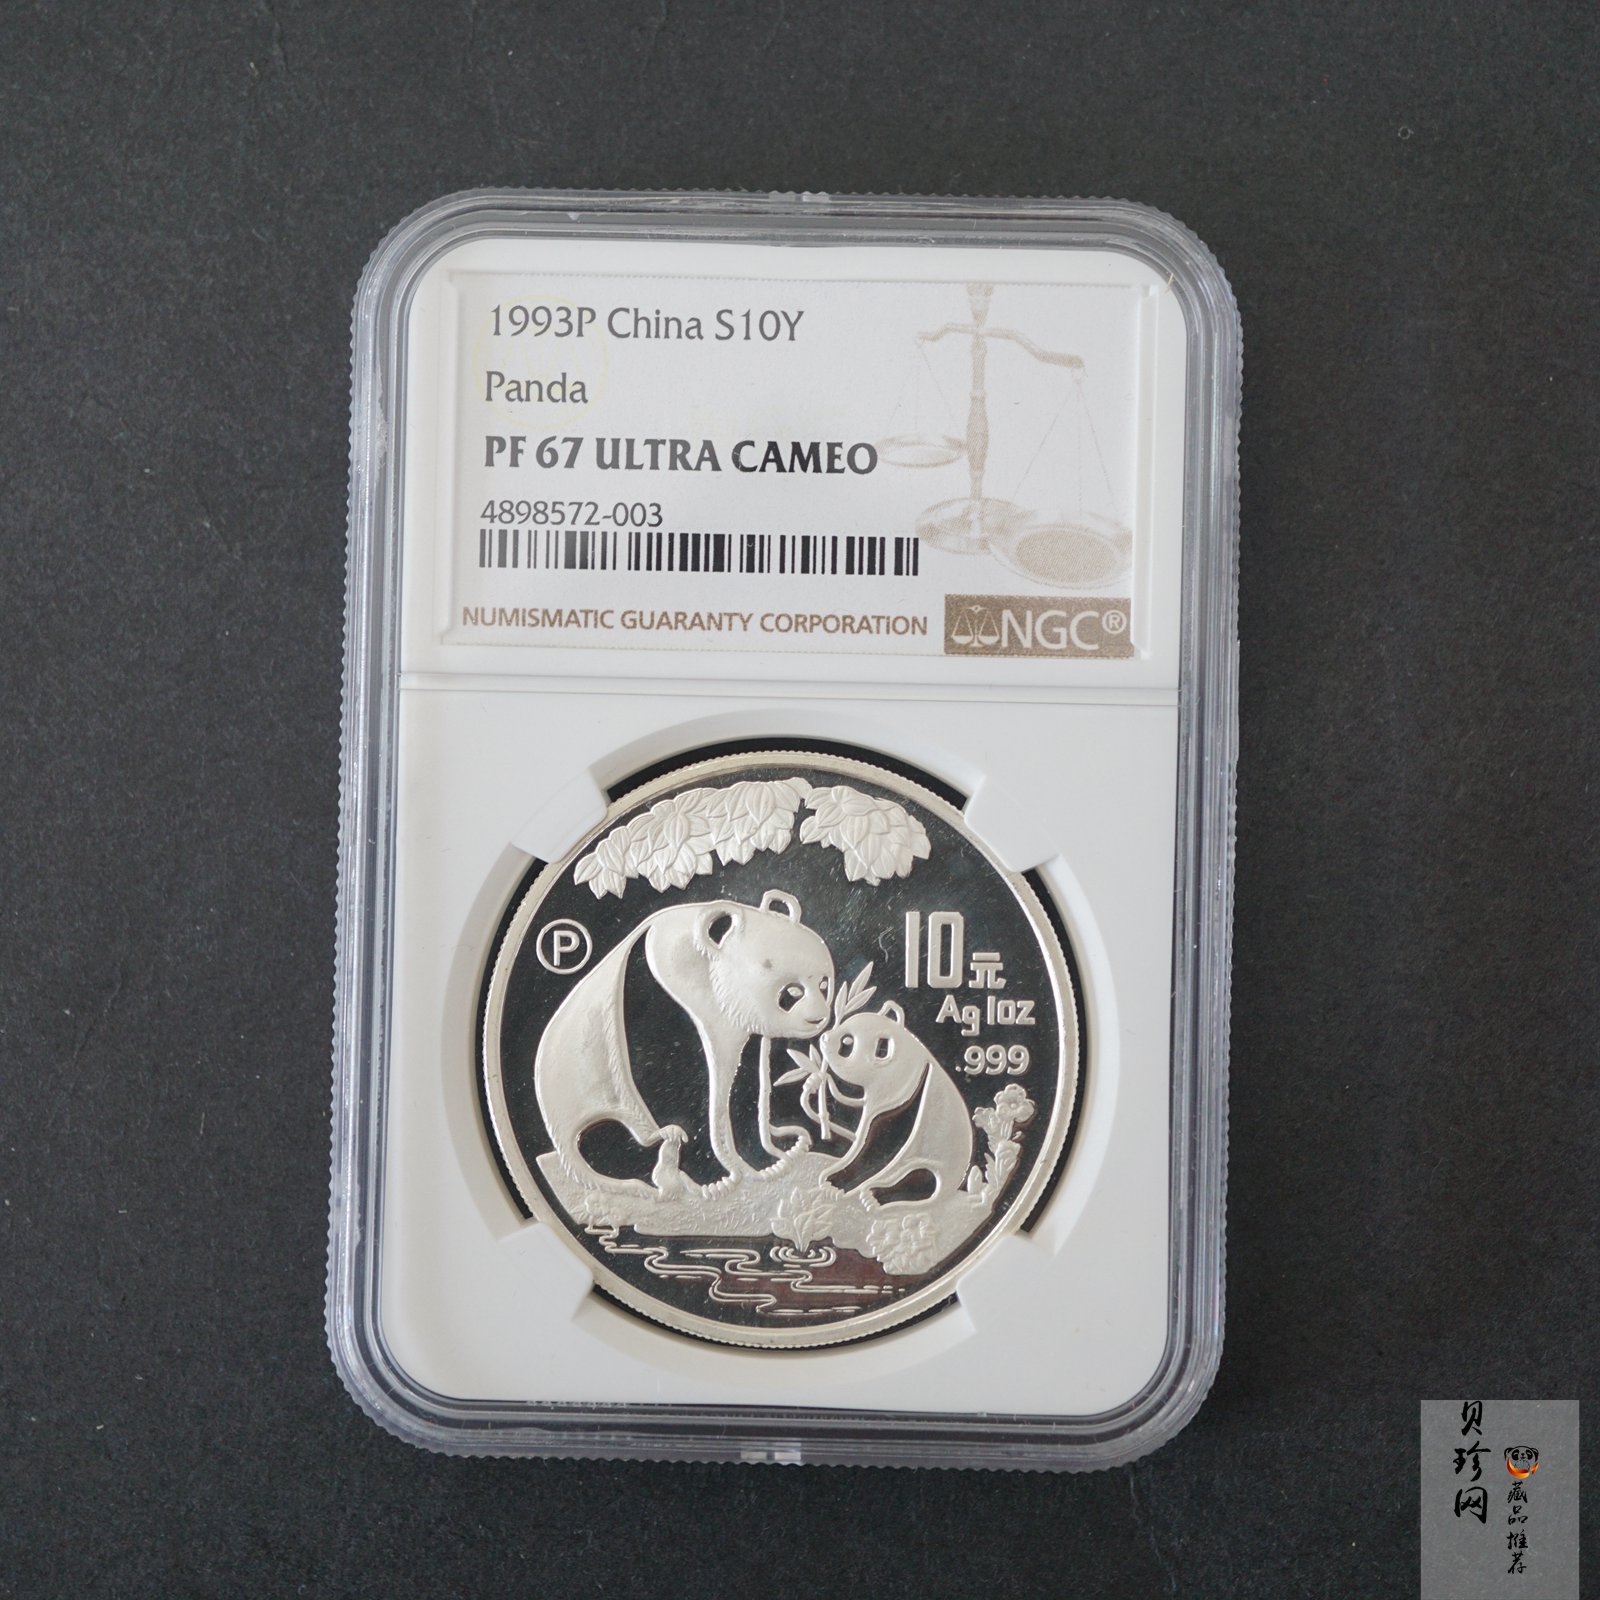 1993P China S10Y
Panda
PF 67 ULTRA CAMEO
4898572-003
NUMISMATIC GUARANTY CORPORATION
NGC®
P
10元
Ag 1oz
.999
贝珍网
藏品推荐